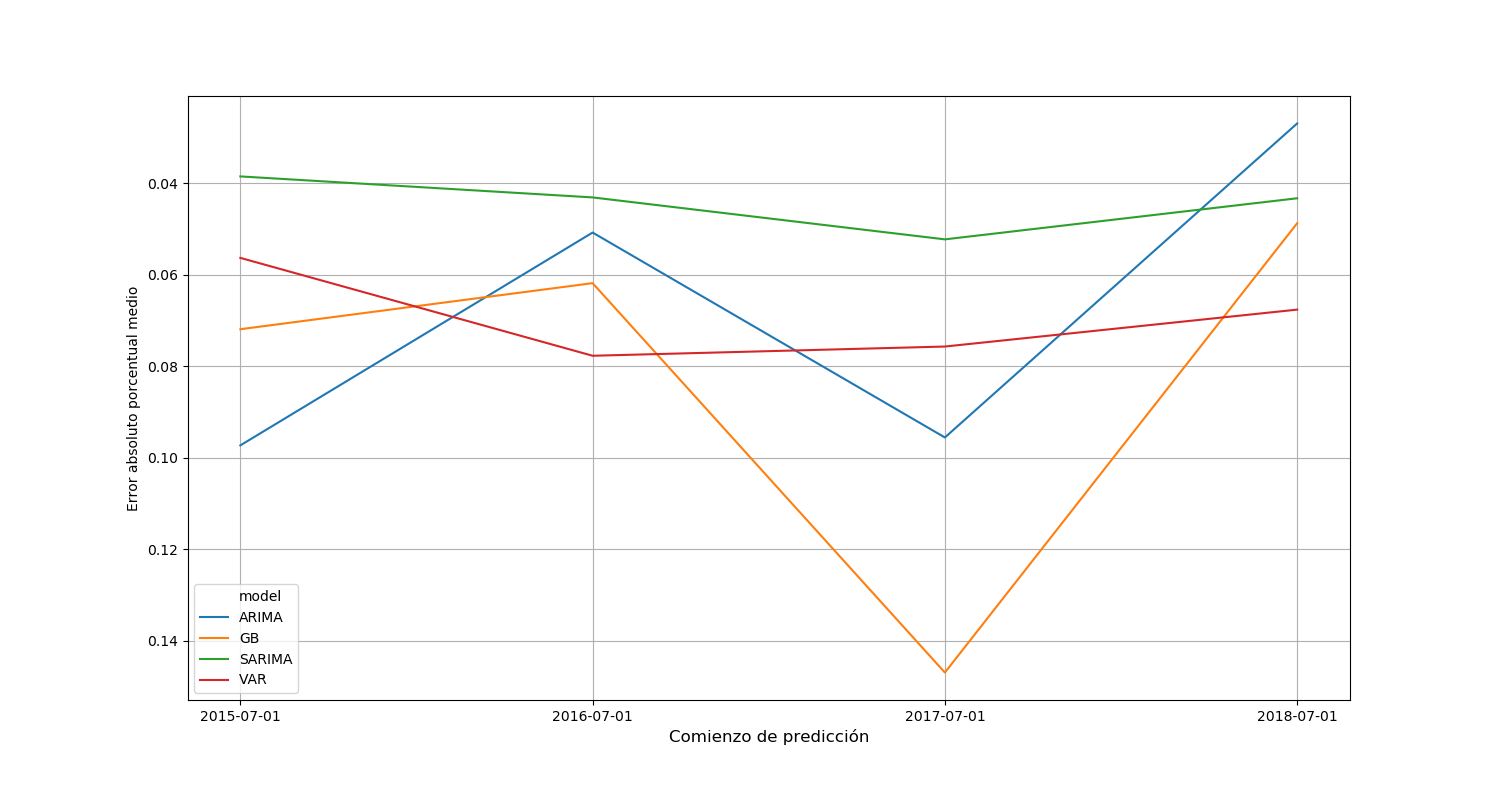 0.04
0.06
0.08
0.10
0.12
0.14
Error absoluto porcentual medio
model
ARIMA
GB
SARIMA
VAR
2015-07-01 2016-07-01 2017-07-01 2018-07-01
Comienzo de predicción